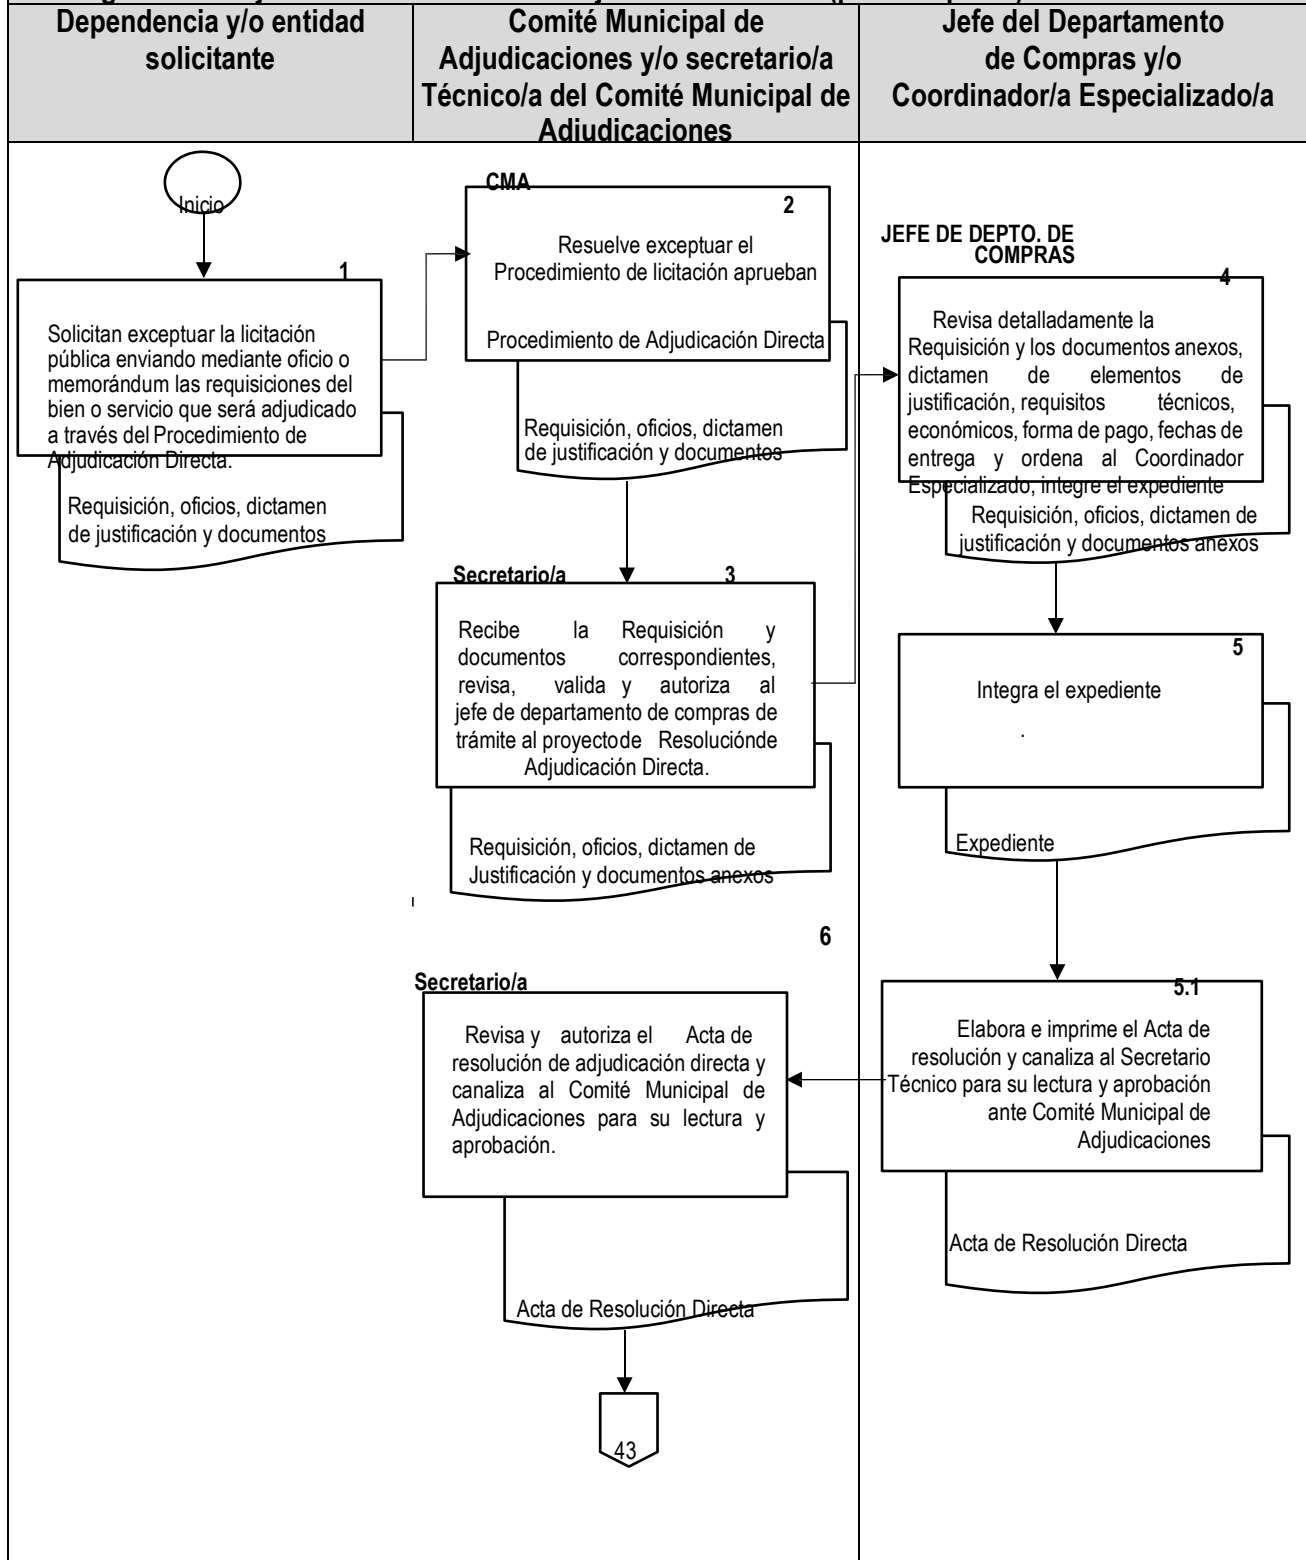 Dependencia y/o entidad
solicitante
Comité Municipal de
Adjudicaciones y/o secretario/a
Técnico/a del Comité Municipal de
Adjudicaciones
Jefe del Departamento
de Compras y/o
Coordinador/a Especializado/a
Inicio
1
Solicitan exceptuar la licitación
pública enviando mediante oficio o
memorándum las requisiciones del
bien o servicio que será adjudicado
a través del Procedimiento de
Adjudicación Directa.
Requisición, oficios, dictamen
de justificación y documentos
CMA
2
Resuelve exceptuar el
Procedimiento de licitación aprueban
Procedimiento de Adjudicación Directa
Requisición, oficios, dictamen
de justificación y documentos
Secretario/a 3
Recibe la Requisición y
documentos correspondientes,
revisa, valida y autoriza al
jefe de departamento de compras de
trámite al proyectode Resoluciónde
Adjudicación Directa.
Requisición, oficios, dictamen de
Justificación y documentos anexos
JEFE DE DEPTO. DE
COMPRAS
4
Revisa detalladamente la
Requisición y los documentos anexos,
dictamen de elementos de
justificación, requisitos técnicos,
económicos, forma de pago, fechas de
entrega y ordena al Coordinador
Especializado, integre el expediente
Requisición, oficios, dictamen de
justificación y documentos anexos
5
Integra el expediente
.
Expediente
5.1
Elabora e imprime el Acta de
resolución y canaliza al Secretario
Técnico para su lectura y aprobación
ante Comité Municipal de
Adjudicaciones
Acta de Resolución Directa
6
Secretario/a
Revisa y autoriza el Acta de
resolución de adjudicación directa y
canaliza al Comité Municipal de
Adjudicaciones para su lectura y
aprobación.
Acta de Resolución Directa
43